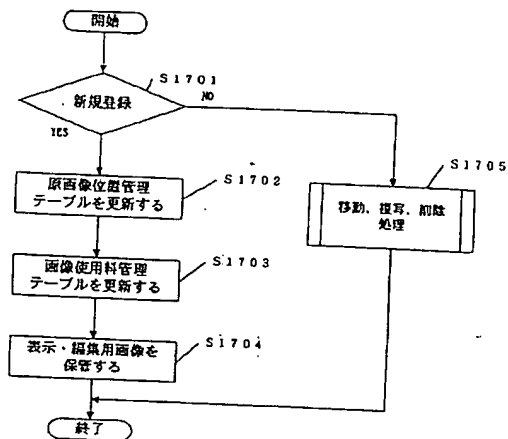 開始
S1701
新規登録
NO
YES
原画像位置管理
テーブルを更新する
S1702
S1705
移動、複写、削除
処理
画像使用料管理
テーブルを更新する
S1703
表示・編集用画像を
保管する
S1704
終了